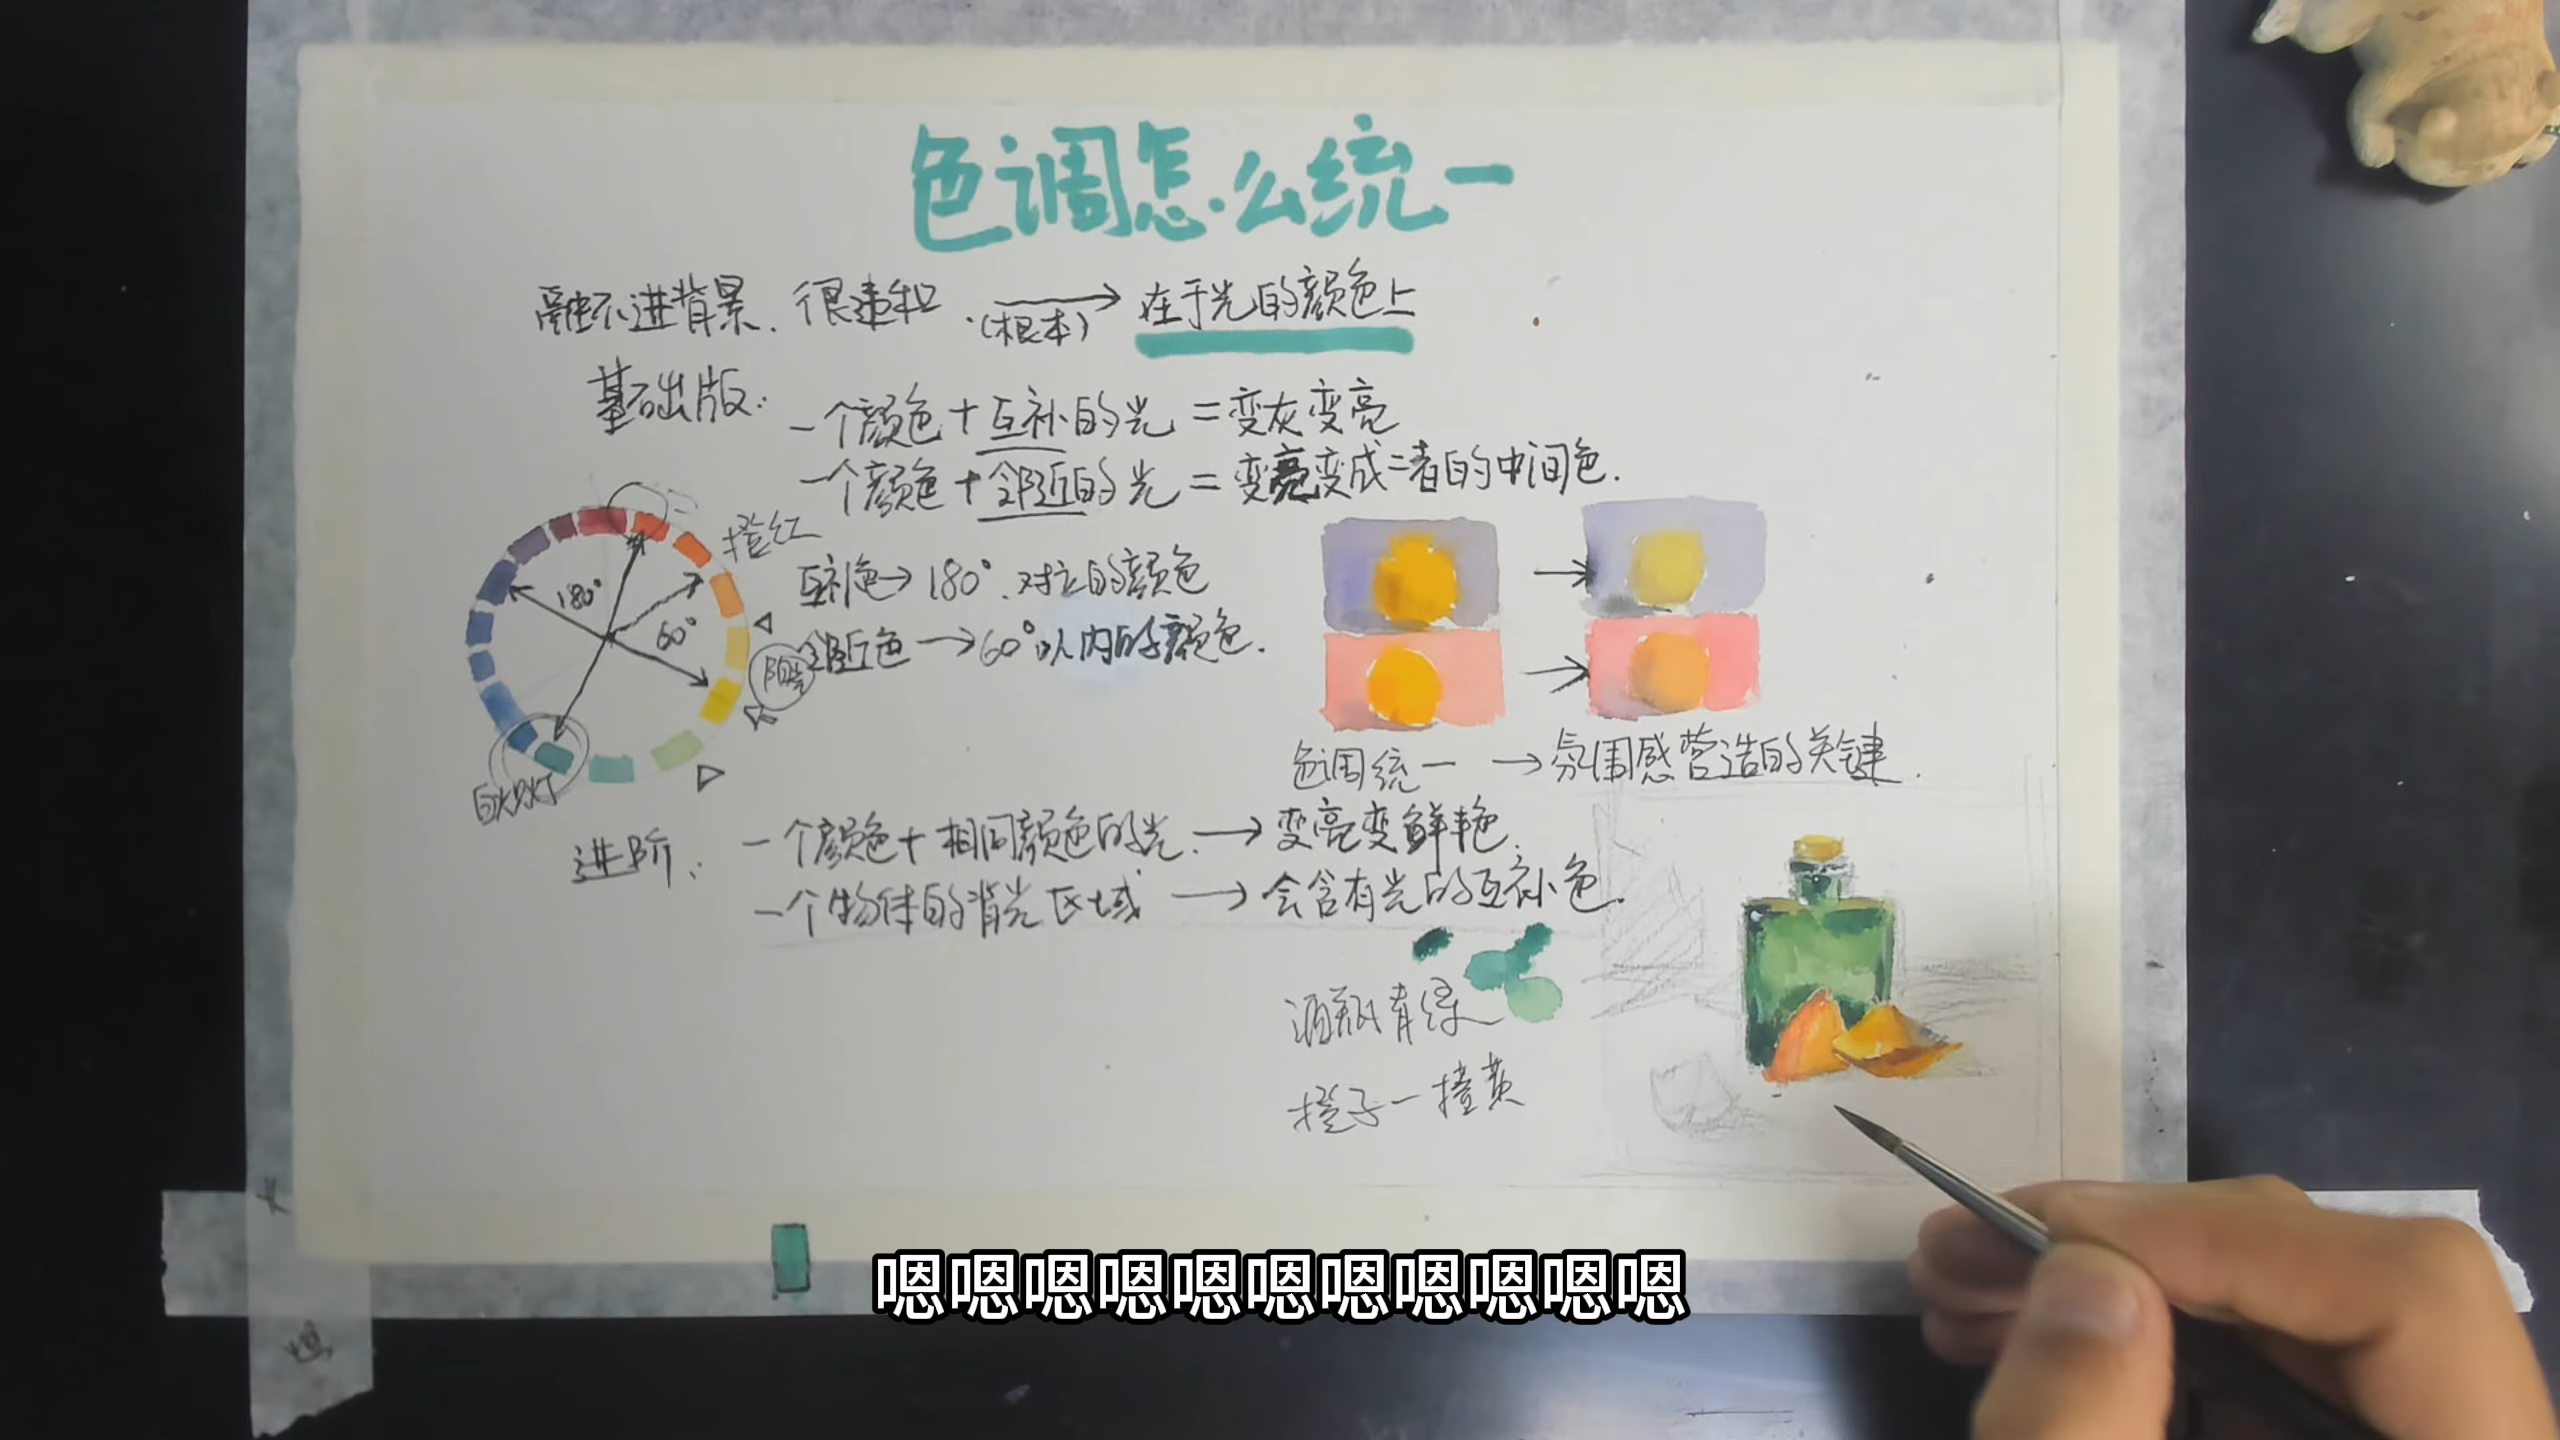 色调怎么统一
融不进背景、很违和.(根本)→在于光的颜色上
基础版:
一个颜色+互补的光=变灰变亮
一个颜色+邻近的光=变亮变成二者的中间色.
橙红
互补色→180°.对立的颜色
邻近色→60°以内的颜色.
180°
60°
阳光
白炽灯
色调统一→氛围感营造的关键.
进阶:
一个颜色+相同颜色的光.→变亮变鲜艳.
一个物体的背光区域→会含有光的互补色.
酒瓶青绿
橙子一橙黄
嗯嗯嗯嗯嗯嗯嗯嗯嗯嗯嗯